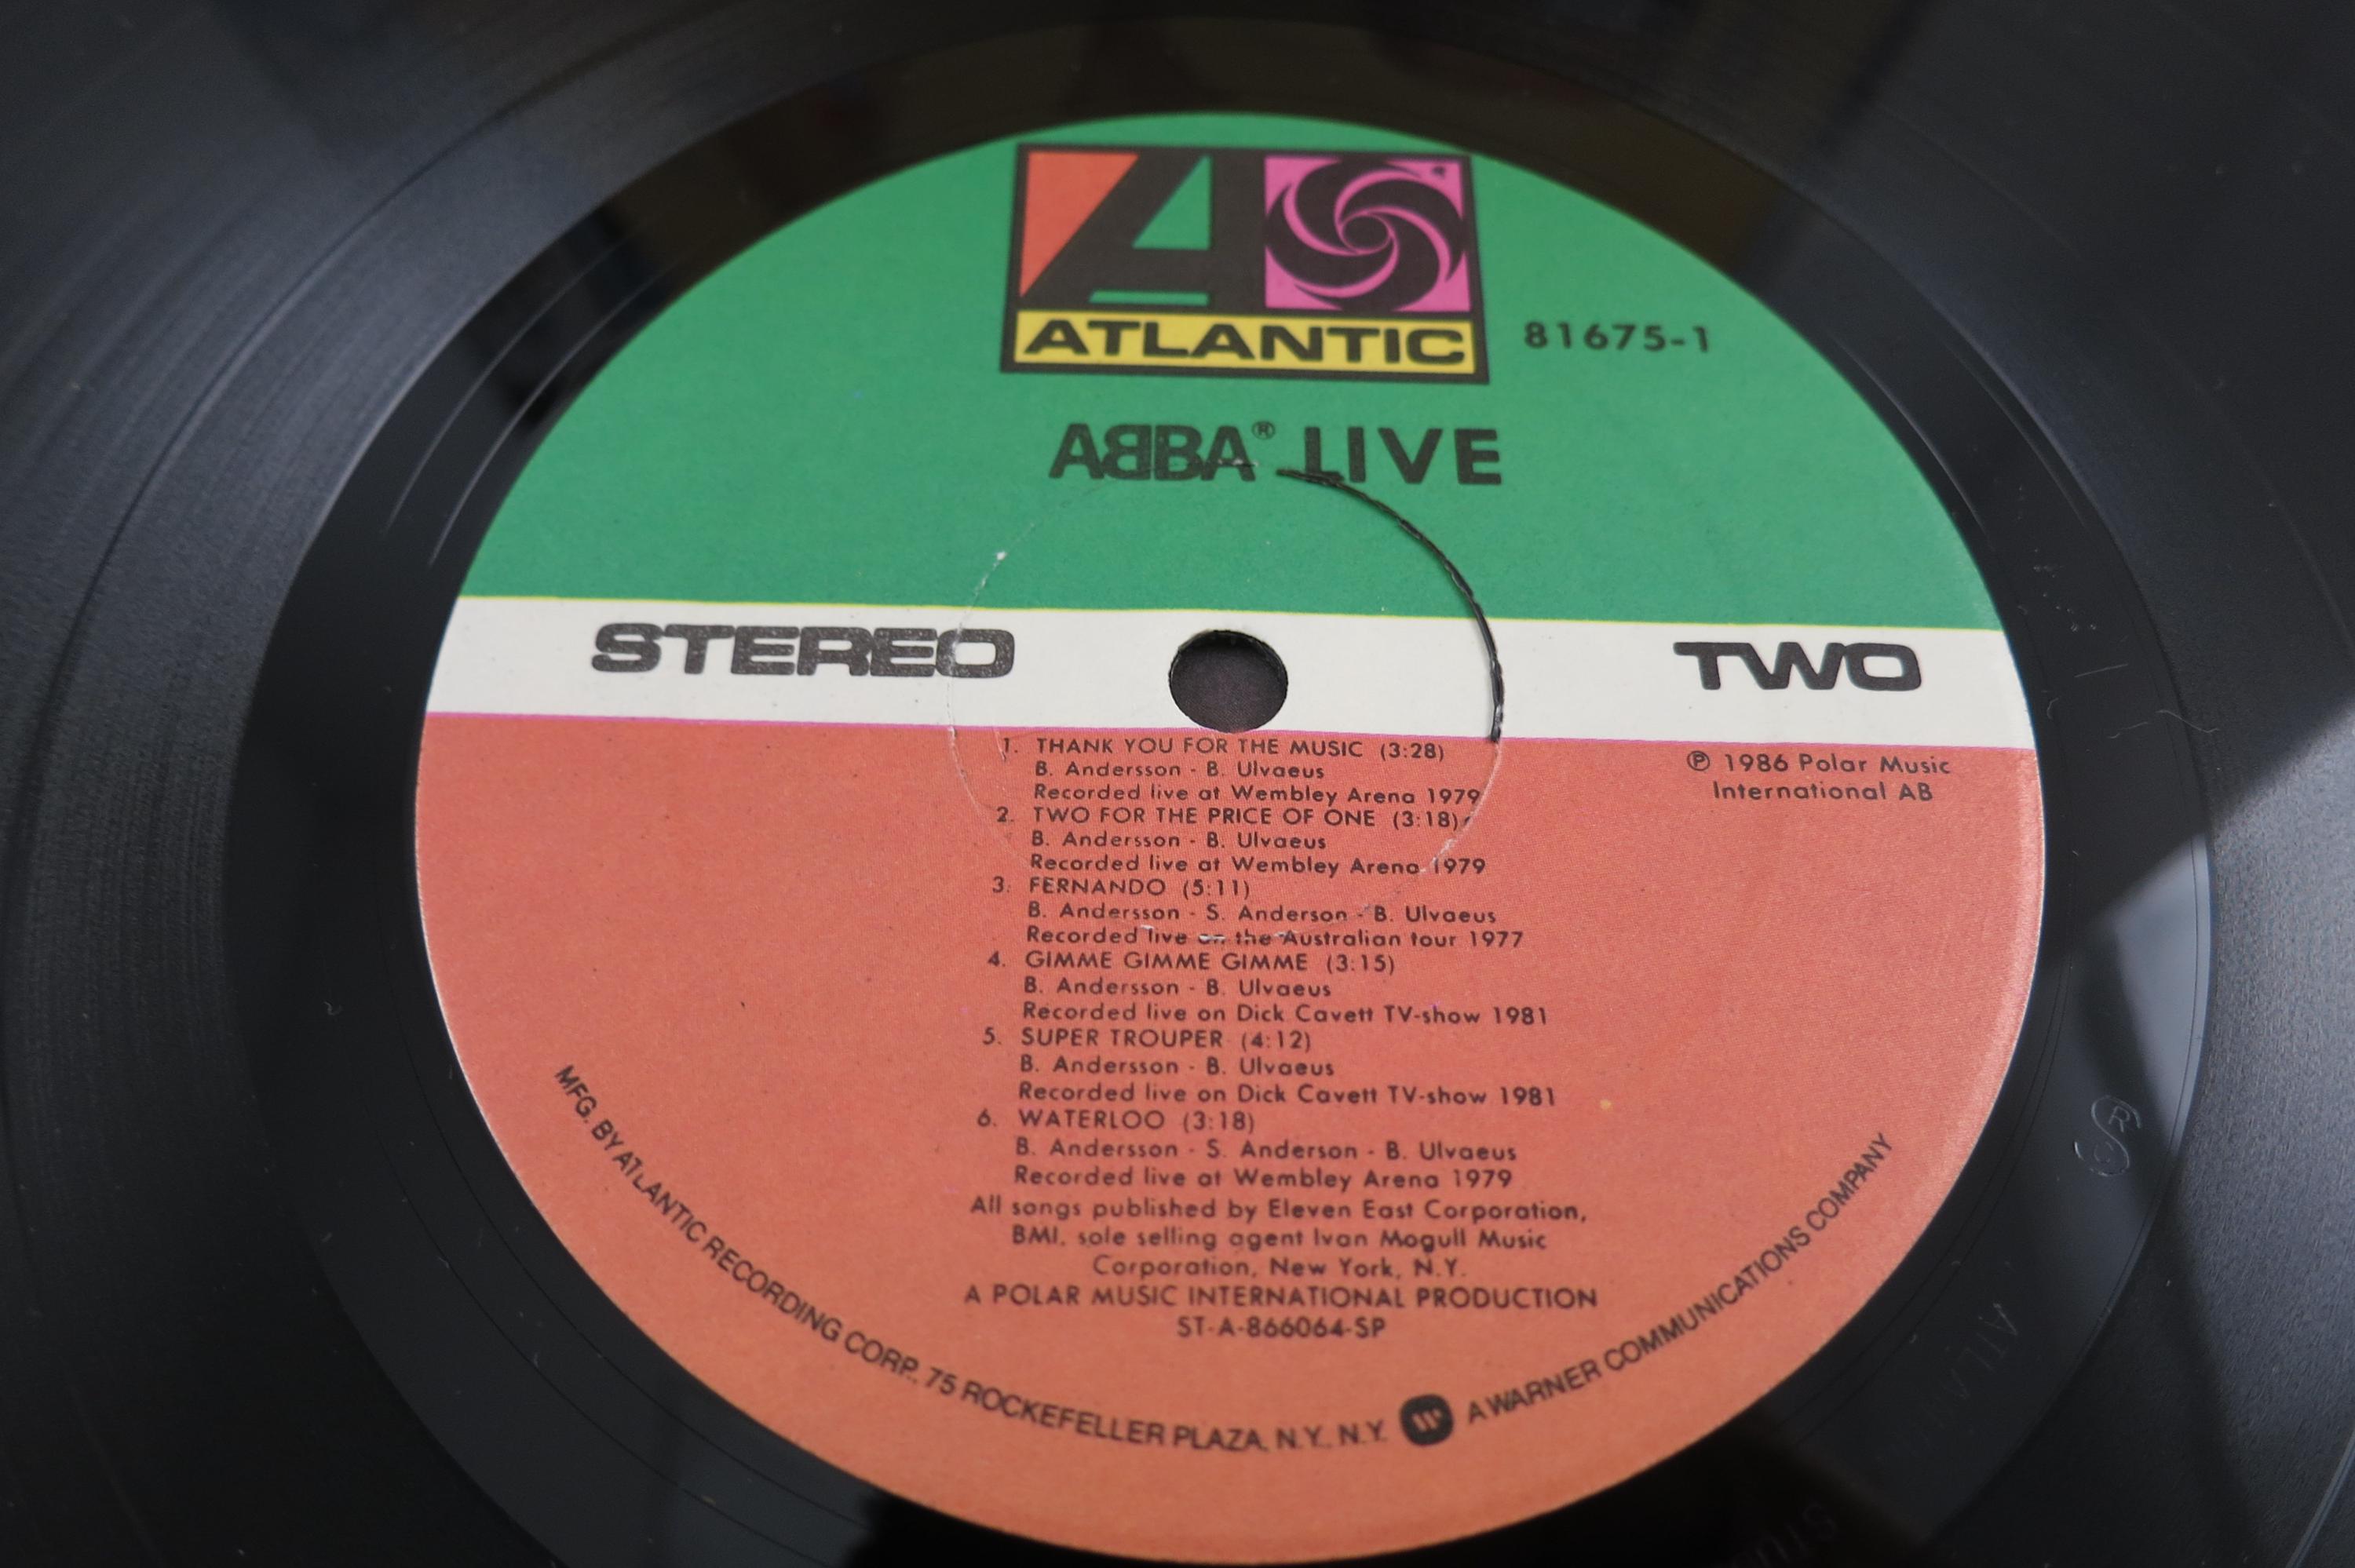 ATLANTIC
81675-1
ABBA® LIVE
STEREO
TWO
1. THANK YOU FOR THE MUSIC (3:28)
B. Andersson - B. Ulvaeus
Recorded live at Wembley Arena 1979
2. TWO FOR THE PRICE OF ONE (3:18)
B. Andersson - B. Ulvaeus
Recorded live at Wembley Arena 1979
3. FERNANDO (5:11)
B. Andersson - S. Anderson - B. Ulvaeus
Recorded live on the Australian tour 1977
4. GIMME GIMME GIMME (3:15)
B. Andersson - B. Ulvaeus
Recorded live on Dick Cavett TV-show 1981
5. SUPER TROUPER (4:12)
B. Andersson - B. Ulvaeus
Recorded live on Dick Cavett TV-show 1981
6. WATERLOO (3:18)
B. Andersson - S. Anderson - B. Ulvaeus
Recorded live at Wembley Arena 1979
All songs published by Eleven East Corporation,
BMI, sole selling agent Ivan Mogull Music
Corporation, New York, N.Y.
A POLAR MUSIC INTERNATIONAL PRODUCTION
ST-A-866064-SP
℗ 1986 Polar Music
International AB
MFG. BY ATLANTIC RECORDING CORP., 75 ROCKEFELLER PLAZA, N.Y. N.Y. A WARNER COMMUNICATIONS COMPANY